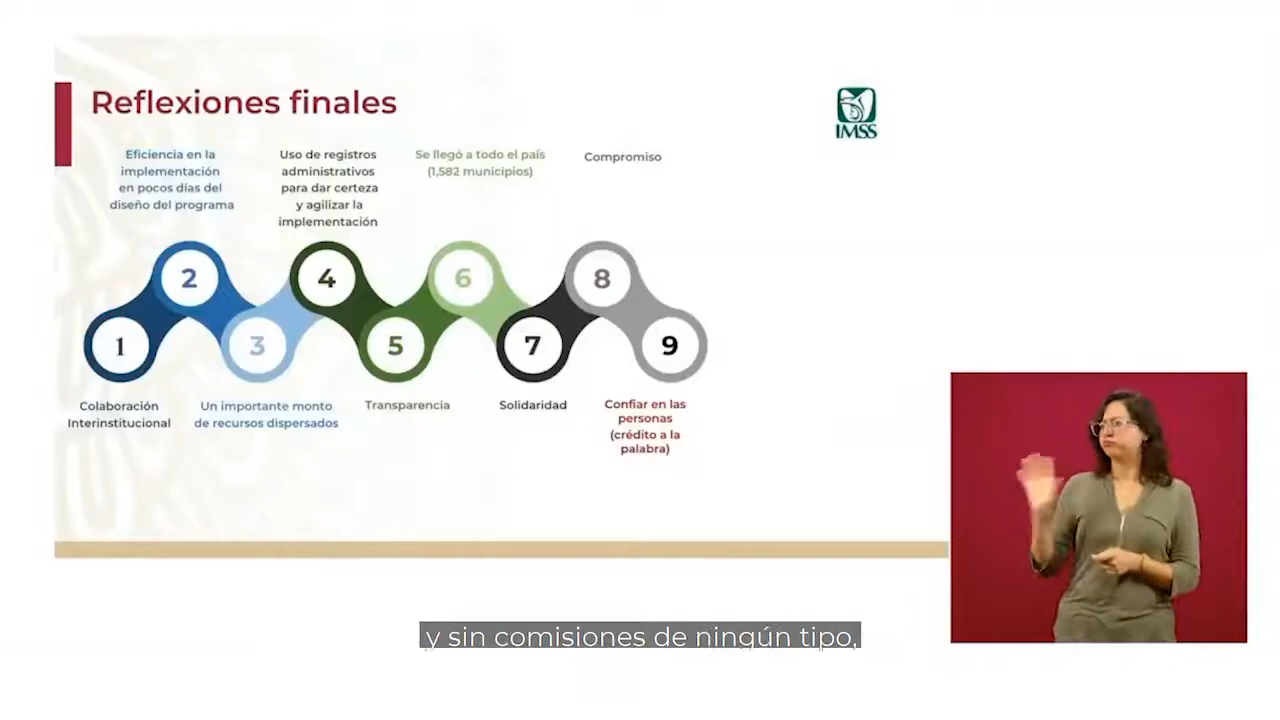 Reflexiones finales
IMSS
Eficiencia en la
implementación
en pocos días del
diseño del programa
Uso de registros
administrativos
para dar certeza
y agilizar la
implementación
Se llegó a todo el país
(1,582 municipios)
Compromiso
2
4
6
8
1
3
5
7
9
Colaboración
Interinstitucional
Un importante monto
de recursos dispersados
Transparencia
Solidaridad
Confiar en las
personas
(crédito a la
palabra)
y sin comisiones de ningún tipo,